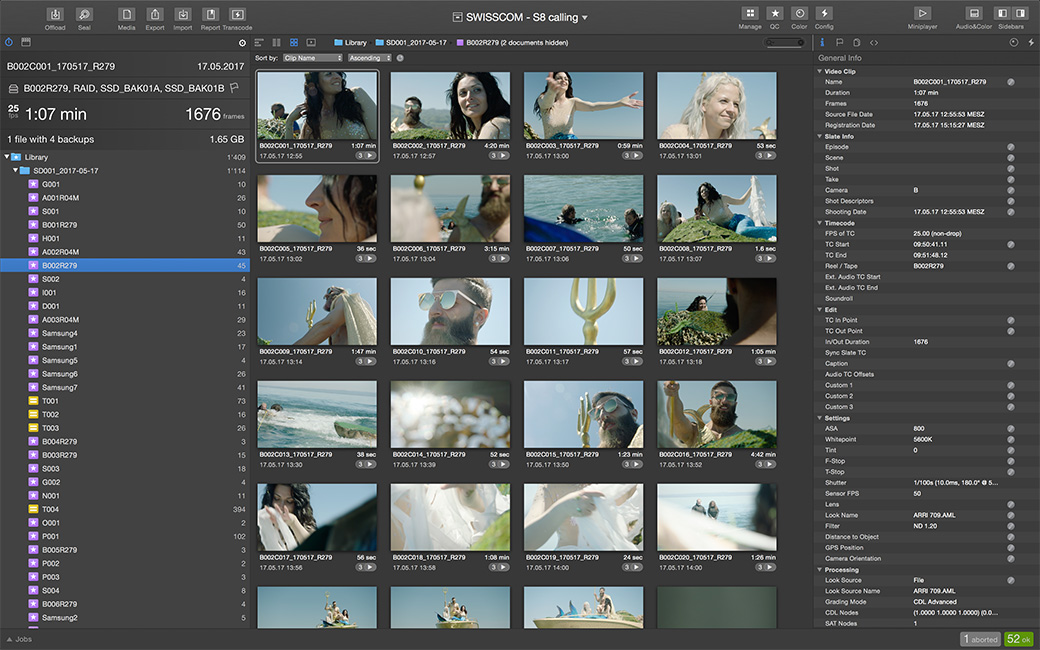 SWISSCOM - S8 calling
Offload Seal Media Export Import Report Transcode Manage QC Color Config Miniplayer Audio&Color Sidebars
Library SD001_2017-05-17 B002R279 (2 documents hidden)
Sort by: Clip Name Ascending
B002C001_170517_R279 17.05.2017
B002R279, RAID, SSD_BAK01A, SSD_BAK01B
25 fps 1:07 min 1676 frames
1 file with 4 backups 1.65 GB
Library 1'409
SD001_2017-05-17 1'114
G001 10
A001R04M 26
S001 10
B001R279 50
H001 11
A002R04M 43
B002R279 45
S002 4
I001 16
D001 11
A003R04M 29
Samsung4 23
Samsung1 17
Samsung5 4
Samsung6 26
Samsung7 41
T001 73
T002 16
T003 26
B004R279 3
B003R279 15
S003 18
G002 4
N001 11
T004 394
O001 2
P001 102
B005R279 3
P002 3
P003 3
S004 8
B006R279 4
Samsung2 5
Jobs
B002C001_170517_R279 1:07 min
17.05.17 12:55 3
B002C002_170517_R279 4:20 min
17.05.17 12:57 3
B002C003_170517_R279 0:59 min
17.05.17 13:00 3
B002C004_170517_R279 53 sec
17.05.17 13:01 3
B002C005_170517_R279 36 sec
17.05.17 13:02 3
B002C006_170517_R279 3:15 min
17.05.17 13:04 3
B002C007_170517_R279 50 sec
17.05.17 13:06 3
B002C008_170517_R279 1.6 sec
17.05.17 13:07 3
B002C009_170517_R279 1:47 min
17.05.17 13:14 3
B002C010_170517_R279 54 sec
17.05.17 13:16 3
B002C011_170517_R279 57 sec
17.05.17 13:17 3
B002C012_170517_R279 1:05 min
17.05.17 13:18 3
B002C013_170517_R279 38 sec
17.05.17 13:30 3
B002C014_170517_R279 52 sec
17.05.17 13:39 3
B002C015_170517_R279 1:23 min
17.05.17 13:51 3
B002C016_170517_R279 4:42 min
17.05.17 13:52 3
B002C017_170517_R279 56 sec
17.05.17 13:56 3
B002C018_170517_R279 1:08 min
17.05.17 13:58 3
B002C019_170517_R279 24 sec
17.05.17 14:00 3
B002C020_170517_R279 1:26 min
17.05.17 14:00 3
General Info
Video Clip
Name B002C001_170517_R279
Duration 1:07 min
Frames 1676
Source File Date 17.05.17 12:55:53 MESZ
Registration Date 17.05.17 15:15:27 MESZ
Slate Info
Episode
Scene
Shot
Take
Camera B
Shot Descriptors
Shooting Date 17.05.17 12:55:53 MESZ
Timecode
FPS of TC 25.00 (non-drop)
TC Start 09:50:41.11
TC End 09:51:48.12
Reel / Tape B002R279
Ext. Audio TC Start
Ext. Audio TC End
Soundroll
Edit
TC In Point
TC Out Point
In/Out Duration 1676
Sync Slate TC
Caption
Audio TC Offsets
Custom 1
Custom 2
Custom 3
Settings
ASA 800
Whitepoint 5600K
Tint 0
F-Stop
T-Stop
Shutter 1/100s (10.0ms, 180.0° @ 5...
Sensor FPS 50
Lens
Look Name ARRI 709.AML
Filter ND 1.20
Distance to Object
GPS Position
Camera Orientation
Processing
Look Source File
Look Source Name ARRI 709.AML
Grading Mode CDL Advanced
CDL Nodes (1.0000 1.0000 1.0000) (0.0...
SAT Nodes 1
1 aborted 52 ok